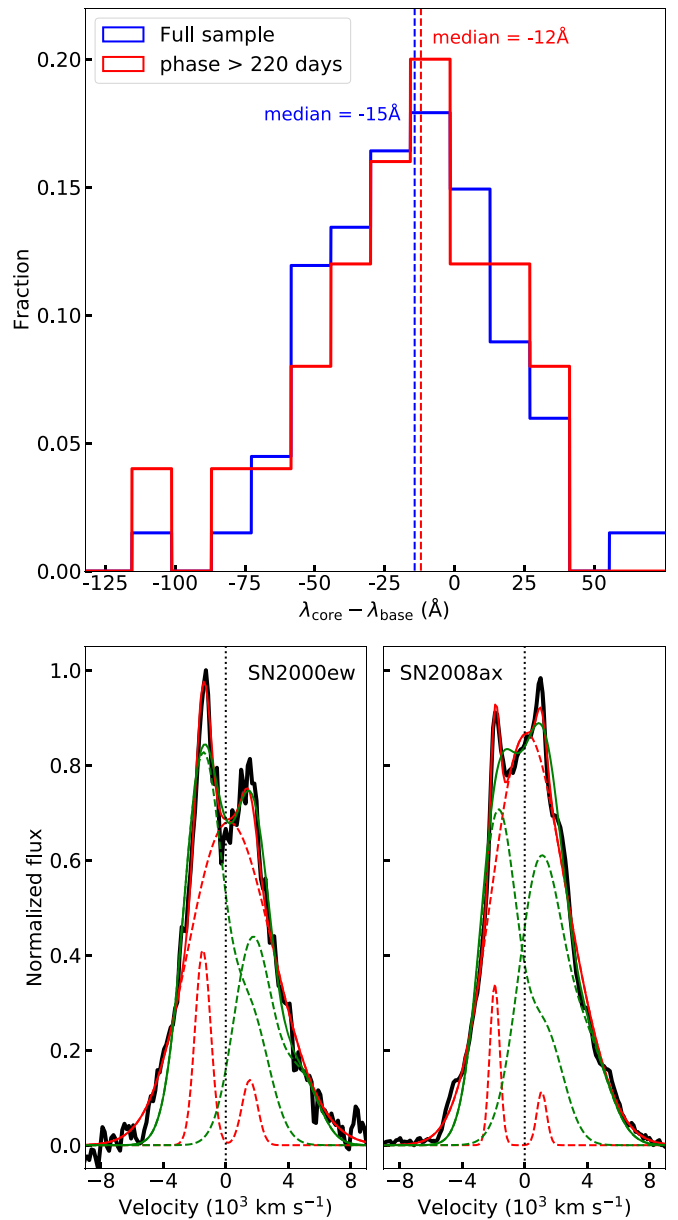 Full sample
phase > 220 days
median = -12Å
median = -15Å
0.20
0.15
0.10
0.05
0.00
Fraction
-125 -100 -75 -50 -25 0 25 50
λcore − λbase (Å)
SN2000ew
SN2008ax
1.0
0.8
0.6
0.4
0.2
0.0
Normalized flux
−8 −4 0 4 8
−8 −4 0 4 8
Velocity (10³ km s⁻¹)
Velocity (10³ km s⁻¹)